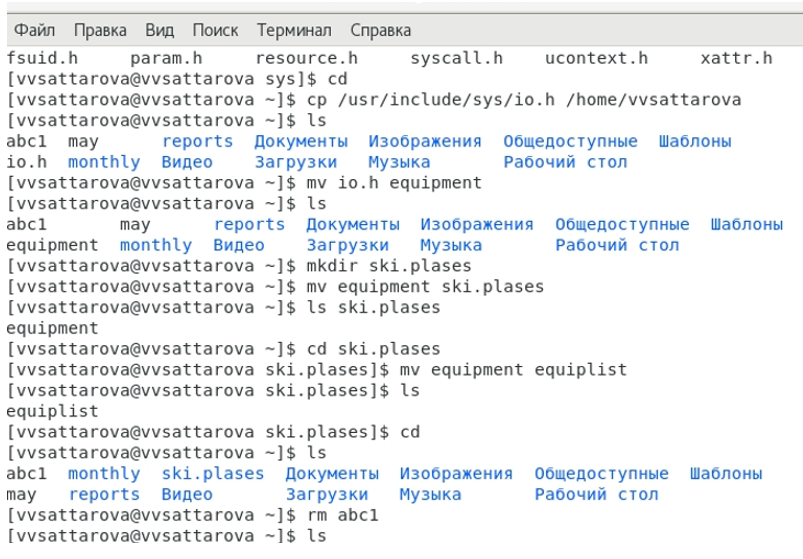 Файл Правка Вид Поиск Терминал Справка
fsuid.h param.h resource.h syscall.h ucontext.h xattr.h
[vvsattarova@vvsattarova sys]$ cd
[vvsattarova@vvsattarova ~]$ cp /usr/include/sys/io.h /home/vvsattarova
[vvsattarova@vvsattarova ~]$ ls
abc1 may reports Документы Изображения Общедоступные Шаблоны
io.h monthly Видео Загрузки Музыка Рабочий стол
[vvsattarova@vvsattarova ~]$ mv io.h equipment
[vvsattarova@vvsattarova ~]$ ls
abc1 may reports Документы Изображения Общедоступные Шаблоны
equipment monthly Видео Загрузки Музыка Рабочий стол
[vvsattarova@vvsattarova ~]$ mkdir ski.plases
[vvsattarova@vvsattarova ~]$ mv equipment ski.plases
[vvsattarova@vvsattarova ~]$ ls ski.plases
equipment
[vvsattarova@vvsattarova ~]$ cd ski.plases
[vvsattarova@vvsattarova ski.plases]$ mv equipment equiplist
[vvsattarova@vvsattarova ski.plases]$ ls
equiplist
[vvsattarova@vvsattarova ski.plases]$ cd
[vvsattarova@vvsattarova ~]$ ls
abc1 monthly ski.plases Документы Изображения Общедоступные Шаблоны
may reports Видео Загрузки Музыка Рабочий стол
[vvsattarova@vvsattarova ~]$ rm abc1
[vvsattarova@vvsattarova ~]$ ls